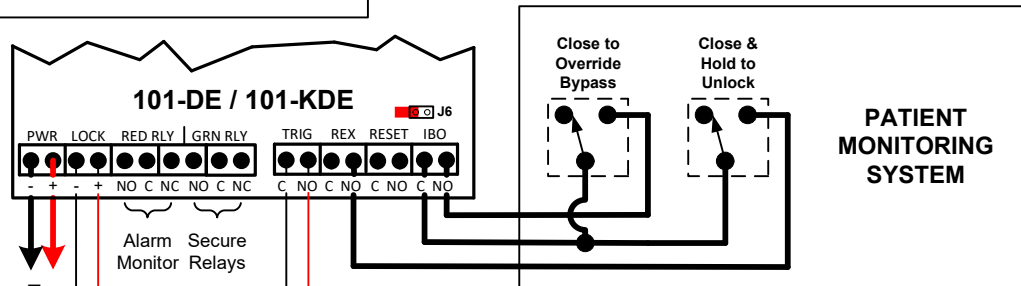 Close to
Override
Bypass
Close &
Hold to
Unlock
101-DE / 101-KDE
J6
PATIENT
MONITORING
SYSTEM
PWR LOCK RED RLY GRN RLY TRIG REX RESET IBO
- + - + NO C NC NO C NC C NO C NO C NO C NO
Alarm
Monitor
Secure
Relays